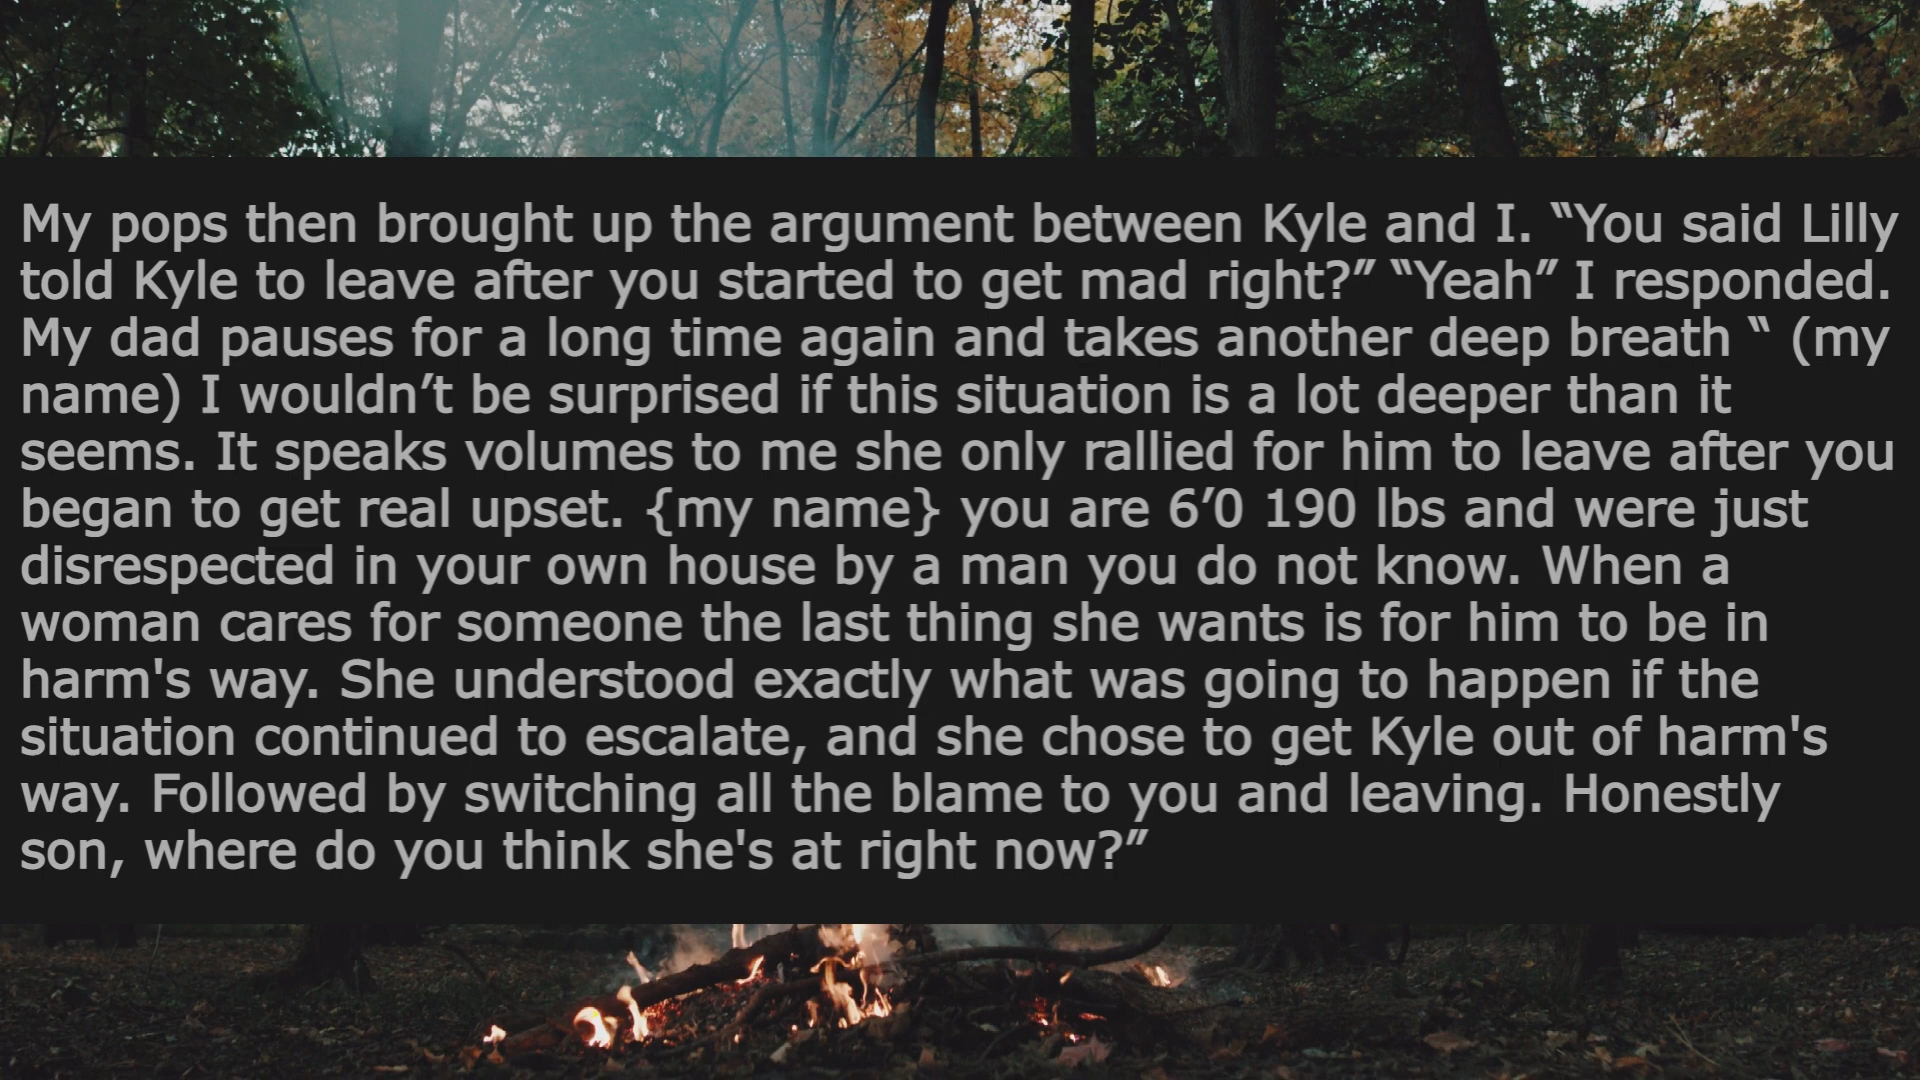 My pops then brought up the argument between Kyle and I. “You said Lilly
told Kyle to leave after you started to get mad right?” “Yeah” I responded.
My dad pauses for a long time again and takes another deep breath “ (my
name) I wouldn’t be surprised if this situation is a lot deeper than it
seems. It speaks volumes to me she only rallied for him to leave after you
began to get real upset. {my name} you are 6’0 190 lbs and were just
disrespected in your own house by a man you do not know. When a
woman cares for someone the last thing she wants is for him to be in
harm's way. She understood exactly what was going to happen if the
situation continued to escalate, and she chose to get Kyle out of harm's
way. Followed by switching all the blame to you and leaving. Honestly
son, where do you think she's at right now?”